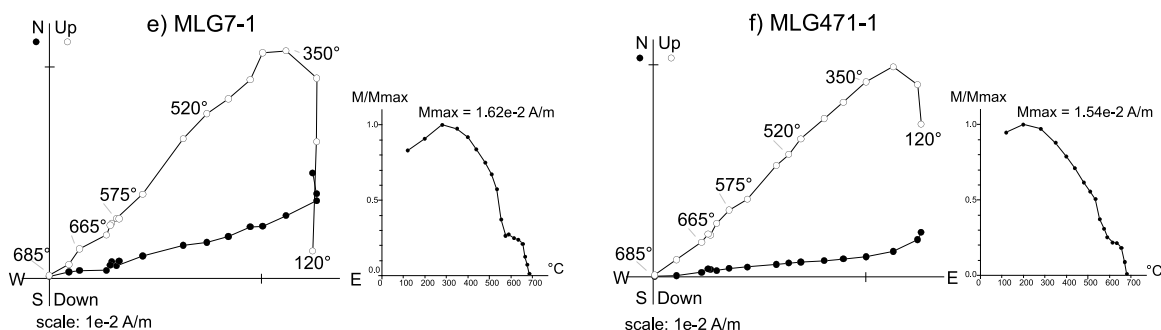 e) MLG7-1
N Up
350°
520°
575°
665°
685°
120°
W E
S Down
scale: 1e-2 A/m
M/Mmax
Mmax = 1.62e-2 A/m
1.0
0.5
0.0
0 100 200 300 400 500 600 700
°C
f) MLG471-1
N Up
350°
120°
520°
575°
665°
685°
W E
S Down
scale: 1e-2 A/m
M/Mmax
Mmax = 1.54e-2 A/m
1.0
0.5
0.0
0 100 200 300 400 500 600 700
°C